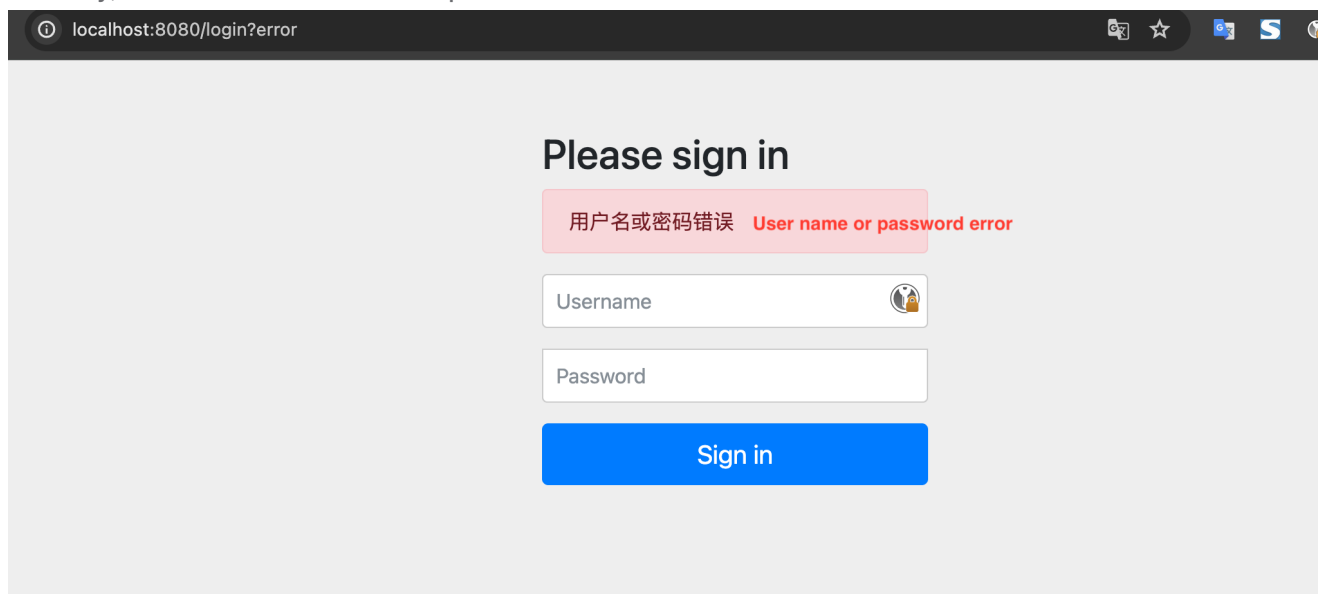 localhost:8080/login?error
Please sign in
用户名或密码错误 User name or password error
Username
Password
Sign in